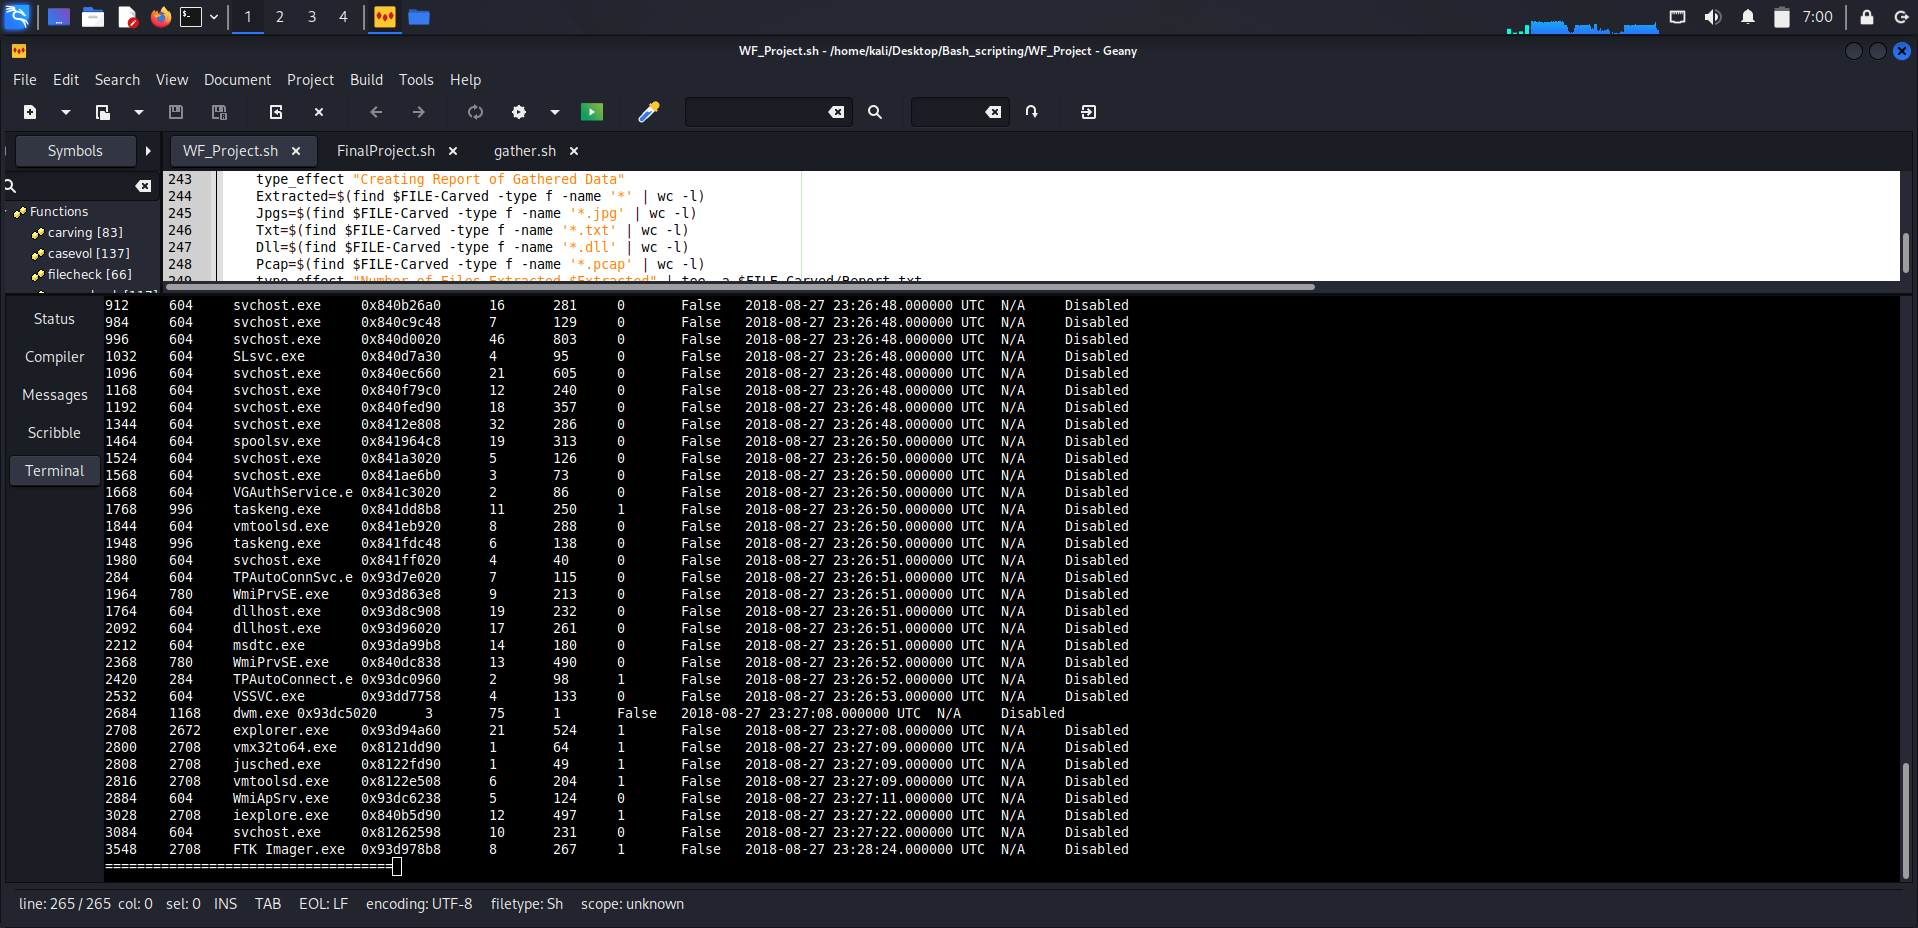 1 2 3 4 7:00
WF_Project.sh - /home/kali/Desktop/Bash_scripting/WF_Project - Geany
File Edit Search View Document Project Build Tools Help
Symbols WF_Project.sh FinalProject.sh gather.sh
Functions
carving [83]
casevol [137]
filecheck [66]
243 type_effect "Creating Report of Gathered Data"
244 Extracted=$(find $FILE-Carved -type f -name '*' | wc -l)
245 Jpgs=$(find $FILE-Carved -type f -name '*.jpg' | wc -l)
246 Txt=$(find $FILE-Carved -type f -name '*.txt' | wc -l)
247 Dll=$(find $FILE-Carved -type f -name '*.dll' | wc -l)
248 Pcap=$(find $FILE-Carved -type f -name '*.pcap' | wc -l)
249 type_effect "Number of Files Extracted $Extracted" | tee -a $FILE-Carved/Report.txt
Status
Compiler
Messages
Scribble
Terminal
912 604 svchost.exe 0x840b26a0 16 281 0 False 2018-08-27 23:26:48.000000 UTC N/A Disabled
984 604 svchost.exe 0x840c9c48 7 129 0 False 2018-08-27 23:26:48.000000 UTC N/A Disabled
996 604 svchost.exe 0x840d0020 46 803 0 False 2018-08-27 23:26:48.000000 UTC N/A Disabled
1032 604 SLsvc.exe 0x840d7a30 4 95 0 False 2018-08-27 23:26:48.000000 UTC N/A Disabled
1096 604 svchost.exe 0x840ec660 21 605 0 False 2018-08-27 23:26:48.000000 UTC N/A Disabled
1168 604 svchost.exe 0x840f79c0 12 240 0 False 2018-08-27 23:26:48.000000 UTC N/A Disabled
1192 604 svchost.exe 0x840fed90 18 357 0 False 2018-08-27 23:26:48.000000 UTC N/A Disabled
1344 604 svchost.exe 0x8412e808 32 286 0 False 2018-08-27 23:26:48.000000 UTC N/A Disabled
1464 604 spoolsv.exe 0x841964c8 19 313 0 False 2018-08-27 23:26:50.000000 UTC N/A Disabled
1524 604 svchost.exe 0x841a3020 5 126 0 False 2018-08-27 23:26:50.000000 UTC N/A Disabled
1568 604 svchost.exe 0x841ae6b0 3 73 0 False 2018-08-27 23:26:50.000000 UTC N/A Disabled
1668 604 VGAuthService.e 0x841c3020 2 86 0 False 2018-08-27 23:26:50.000000 UTC N/A Disabled
1768 996 taskeng.exe 0x841dd8b8 11 250 1 False 2018-08-27 23:26:50.000000 UTC N/A Disabled
1844 604 vmtoolsd.exe 0x841eb920 8 288 0 False 2018-08-27 23:26:50.000000 UTC N/A Disabled
1948 996 taskeng.exe 0x841fdc48 6 138 0 False 2018-08-27 23:26:50.000000 UTC N/A Disabled
1980 604 svchost.exe 0x841ff020 4 40 0 False 2018-08-27 23:26:51.000000 UTC N/A Disabled
284 604 TPAutoConnSvc.e 0x93d7e020 7 115 0 False 2018-08-27 23:26:51.000000 UTC N/A Disabled
1964 780 WmiPrvSE.exe 0x93d863e8 9 213 0 False 2018-08-27 23:26:51.000000 UTC N/A Disabled
1764 604 dllhost.exe 0x93d8c908 19 232 0 False 2018-08-27 23:26:51.000000 UTC N/A Disabled
2092 604 dllhost.exe 0x93d96020 17 261 0 False 2018-08-27 23:26:51.000000 UTC N/A Disabled
2212 604 msdtc.exe 0x93da99b8 14 180 0 False 2018-08-27 23:26:51.000000 UTC N/A Disabled
2368 780 WmiPrvSE.exe 0x840dc838 13 490 0 False 2018-08-27 23:26:52.000000 UTC N/A Disabled
2420 284 TPAutoConnect.e 0x93dc0960 2 98 1 False 2018-08-27 23:26:52.000000 UTC N/A Disabled
2532 604 VSSVC.exe 0x93dd7758 4 133 0 False 2018-08-27 23:26:53.000000 UTC N/A Disabled
2684 1168 dwm.exe 0x93dc5020 3 75 1 False 2018-08-27 23:27:08.000000 UTC N/A Disabled
2708 2672 explorer.exe 0x93d94a60 21 524 1 False 2018-08-27 23:27:08.000000 UTC N/A Disabled
2800 2708 vmx32to64.exe 0x8121dd90 1 64 1 False 2018-08-27 23:27:09.000000 UTC N/A Disabled
2808 2708 jusched.exe 0x8122fd90 1 49 1 False 2018-08-27 23:27:09.000000 UTC N/A Disabled
2816 2708 vmtoolsd.exe 0x8122e508 6 204 1 False 2018-08-27 23:27:09.000000 UTC N/A Disabled
2884 604 WmiApSrv.exe 0x93dc6238 5 124 0 False 2018-08-27 23:27:11.000000 UTC N/A Disabled
3028 2708 iexplore.exe 0x840b5d90 12 497 1 False 2018-08-27 23:27:22.000000 UTC N/A Disabled
3084 604 svchost.exe 0x81262598 10 231 0 False 2018-08-27 23:27:22.000000 UTC N/A Disabled
3548 2708 FTK Imager.exe 0x93d978b8 8 267 1 False 2018-08-27 23:28:24.000000 UTC N/A Disabled
====================================
line: 265 / 265 col: 0 sel: 0 INS TAB EOL: LF encoding: UTF-8 filetype: Sh scope: unknown